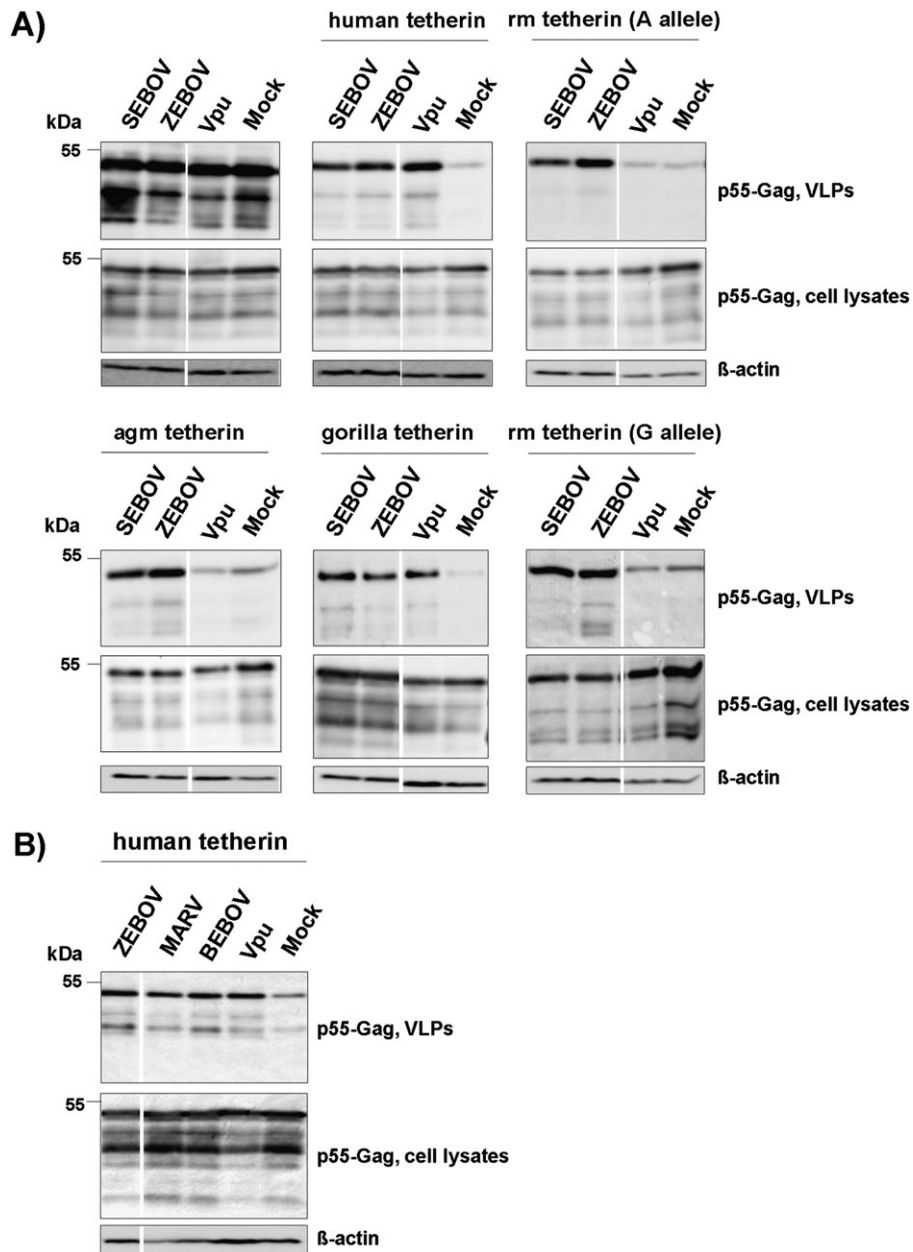 A)
human tetherin
rm tetherin (A allele)
SEBOV ZEBOV Vpu Mock
SEBOV ZEBOV Vpu Mock
SEBOV ZEBOV Vpu Mock
kDa
55
p55-Gag, VLPs
55
p55-Gag, cell lysates
ß-actin
agm tetherin
gorilla tetherin
rm tetherin (G allele)
SEBOV ZEBOV Vpu Mock
SEBOV ZEBOV Vpu Mock
SEBOV ZEBOV Vpu Mock
kDa
55
p55-Gag, VLPs
55
p55-Gag, cell lysates
ß-actin
B)
human tetherin
ZEBOV MARV BEBOV Vpu Mock
kDa
55
p55-Gag, VLPs
55
p55-Gag, cell lysates
ß-actin